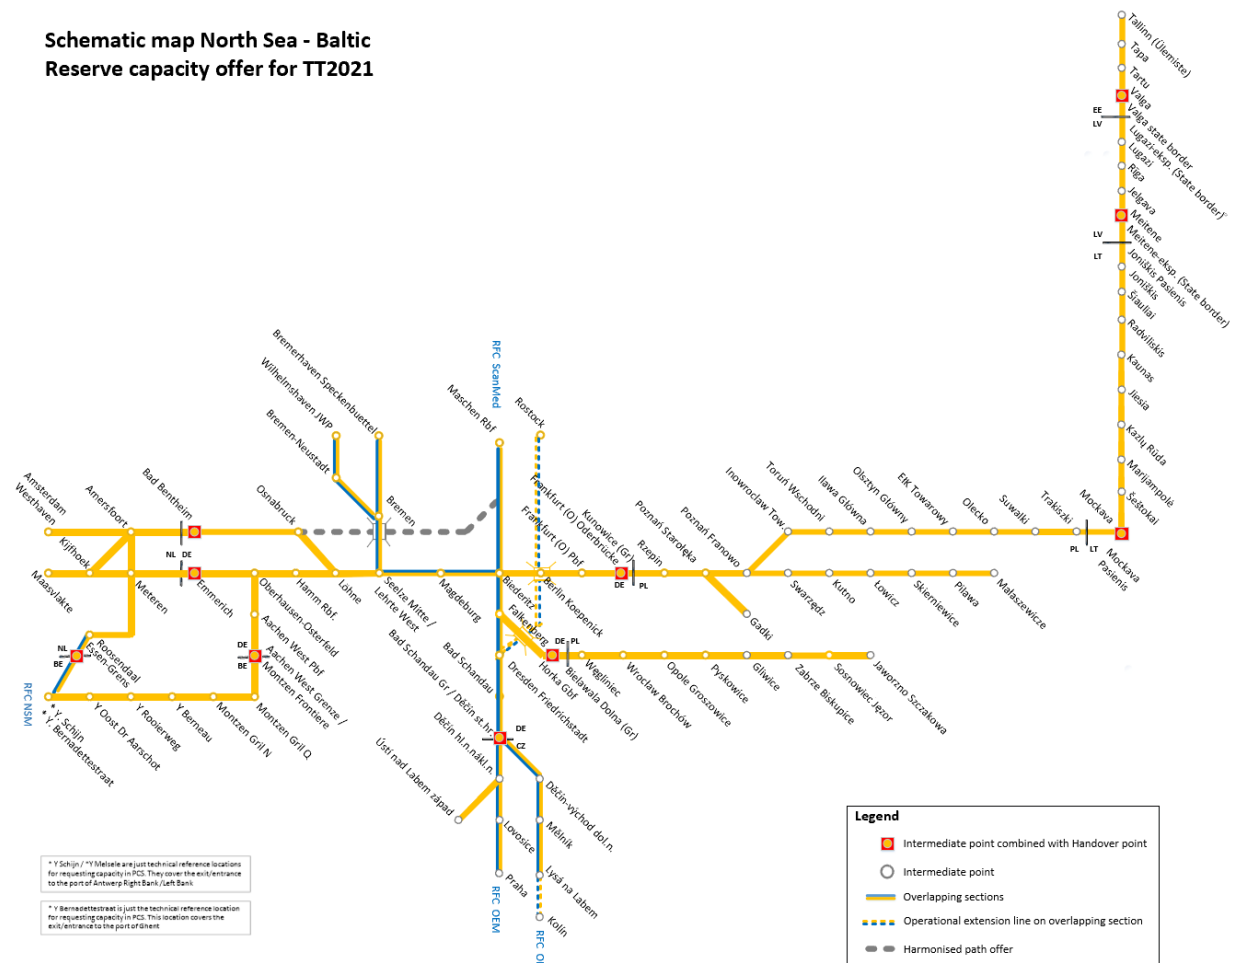 Schematic map North Sea - Baltic
Reserve capacity offer for TT2021
Tallinn (Ülemiste)
Tapa
Tartu
Valga
EE
LV
Valga state border
Lugazi-eksp. (State border)
Lugazi
Riga
Jelgava
Meitene
LV
LT
Meitene-eksp. (State border)
Joniškis Pasienis
Joniškis
Šiauliai
Radviliskis
Kaunas
Jiesia
Kazlų Rūda
Marijampolė
Šeštokai
Mockava
PL
LT
Mockava
Pasienis
Trakiszki
Suwałki
Olecko
Ełk Towarowy
Olsztyn Główny
Iława Główna
Toruń Wschodni
Inowrocław Tow.
Poznań Franowo
Poznań Starołęka
Rzepin
Kunowice (Gr)
Frankfurt (O) Oderbrücke
Frankfurt (O) Pbf
DE
PL
Rostock
RFC ScanMed
Maschen Rbf
Bremerhaven Speckenbuettel
Wilhelmshaven JWP
Bremen-Neustadt
Bremen
Osnabruck
Bad Bentheim
Amersfoort
Amsterdam
Westhaven
Kijfhoek
NL
DE
Maasvlakte
Meteren
Emmerich
Oberhausen-Osterfeld
Hamm Rbf.
Löhne
Seelze Mitte /
Lehrte West
Magdeburg
Biederitz
Berlin Koepenick
Swarzędz
Kutno
Łowicz
Skierniewice
Pilawa
Małaszewicze
Gadki
Aachen West Pbf
DE
BE
Aachen West Grenze /
Montzen Frontiere
Roosendaal
Essen-Grens
NL
BE
RFC NSM
* Y. Schijn
* Y. Bernadettestraat
Y Oost Dr Aarschot
Y Rooierweg
Y Berneau
Montzen Gril N
Montzen Gril Q
Falkenberg
DE
PL
Horka Gbf
Bielawala Dolna (Gr)
Węgliniec
Wrocław Brochów
Opole Groszowice
Pyskowice
Gliwice
Zabrze Biskupice
Sosnowiec Jęzor
Jaworzno Szczakowa
Dresden Friedrichstadt
Bad Schandau
Bad Schandau Gr / Děčín st.hr.
DE
CZ
Děčín hl.n.nákl.n.
Ústí nad Labem západ
Děčín-východ dol.n.
Lovosice
Mělník
Praha
Lysá na Labem
Kolín
RFC OEM
Legend
Intermediate point combined with Handover point
Intermediate point
Overlapping sections
Operational extension line on overlapping section
Harmonised path offer
* Y Schijn / *Y Melsele are just technical reference locations
for requesting capacity in PCS. They cover the exit/entrance
to the port of Antwerp Right Bank /Left Bank
* Y Bernadettestraat is just the technical reference location
for requesting capacity in PCS. This location covers the
exit/entrance to the port of Ghent